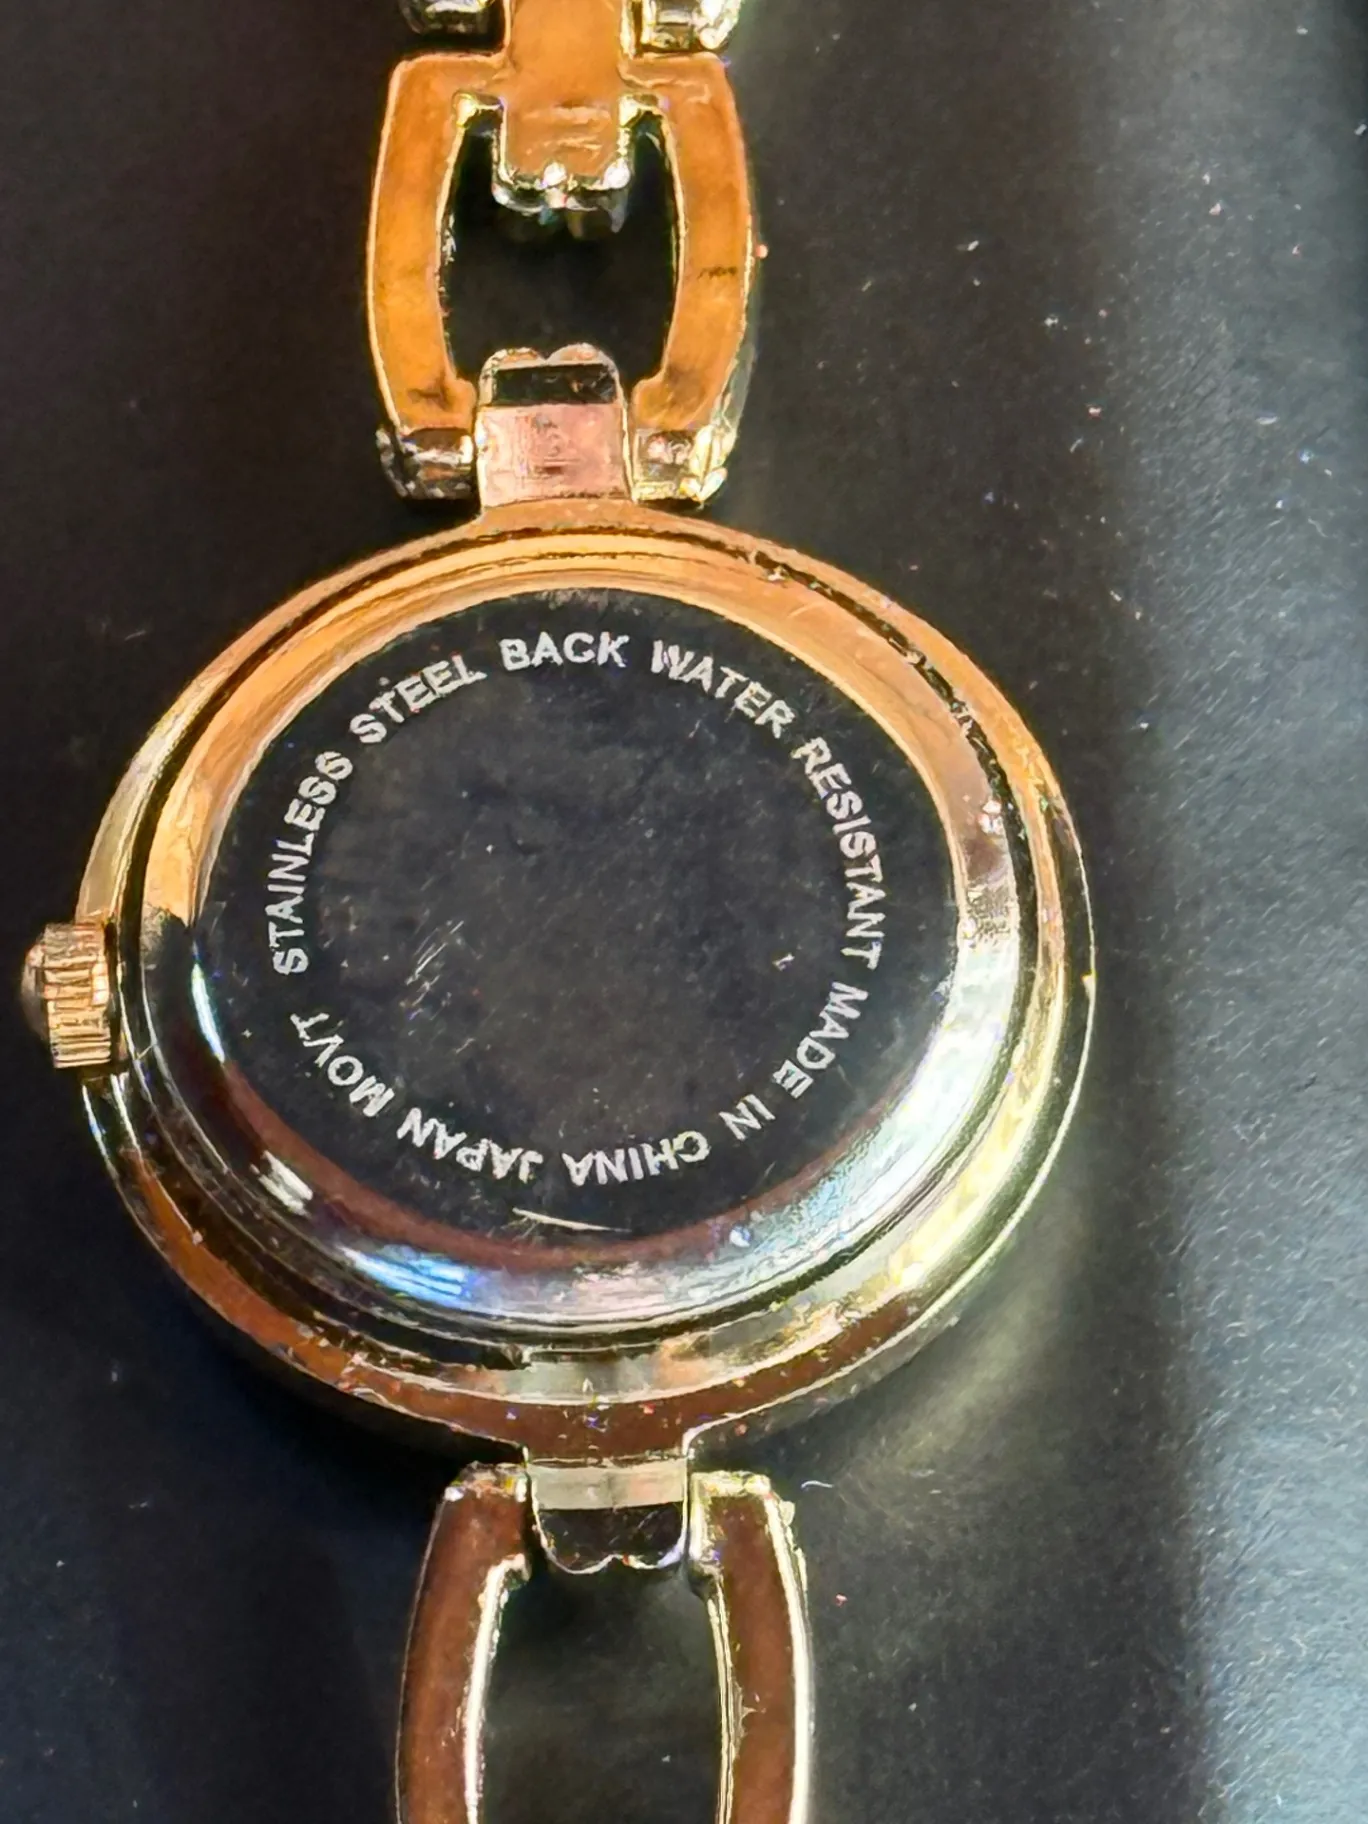 STAINLESS STEEL BACK WATER RESISTANT MADE IN CHINA JAPAN MOVT